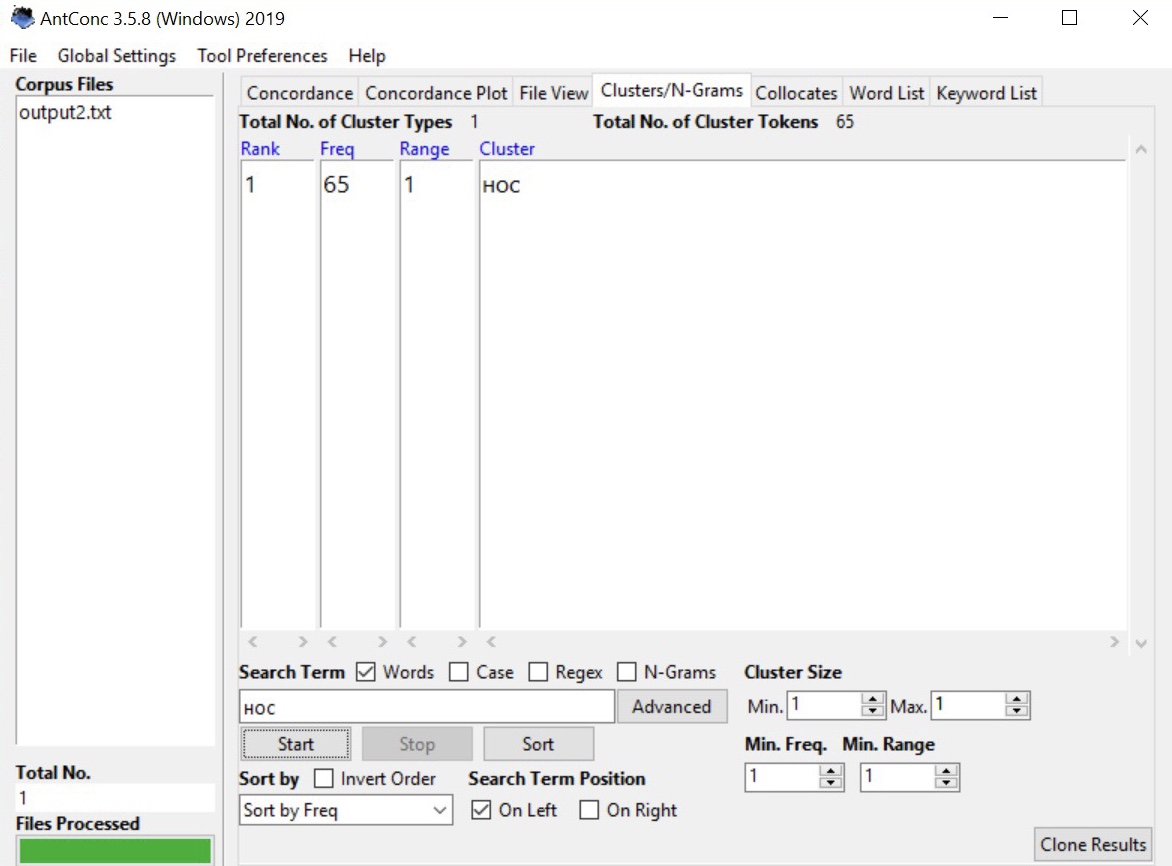 AntConc 3.5.8 (Windows) 2019
File Global Settings Tool Preferences Help
Corpus Files
output2.txt
Concordance Concordance Plot File View Clusters/N-Grams Collocates Word List Keyword List
Total No. of Cluster Types 1 Total No. of Cluster Tokens 65
Rank Freq Range Cluster
1 65 1 нос
Search Term Words Case Regex N-Grams Cluster Size
нос Advanced Min. 1 Max. 1
Start Stop Sort Min. Freq. Min. Range
Sort by Invert Order Search Term Position 1 1
Sort by Freq On Left On Right
Total No.
1
Files Processed
Clone Results